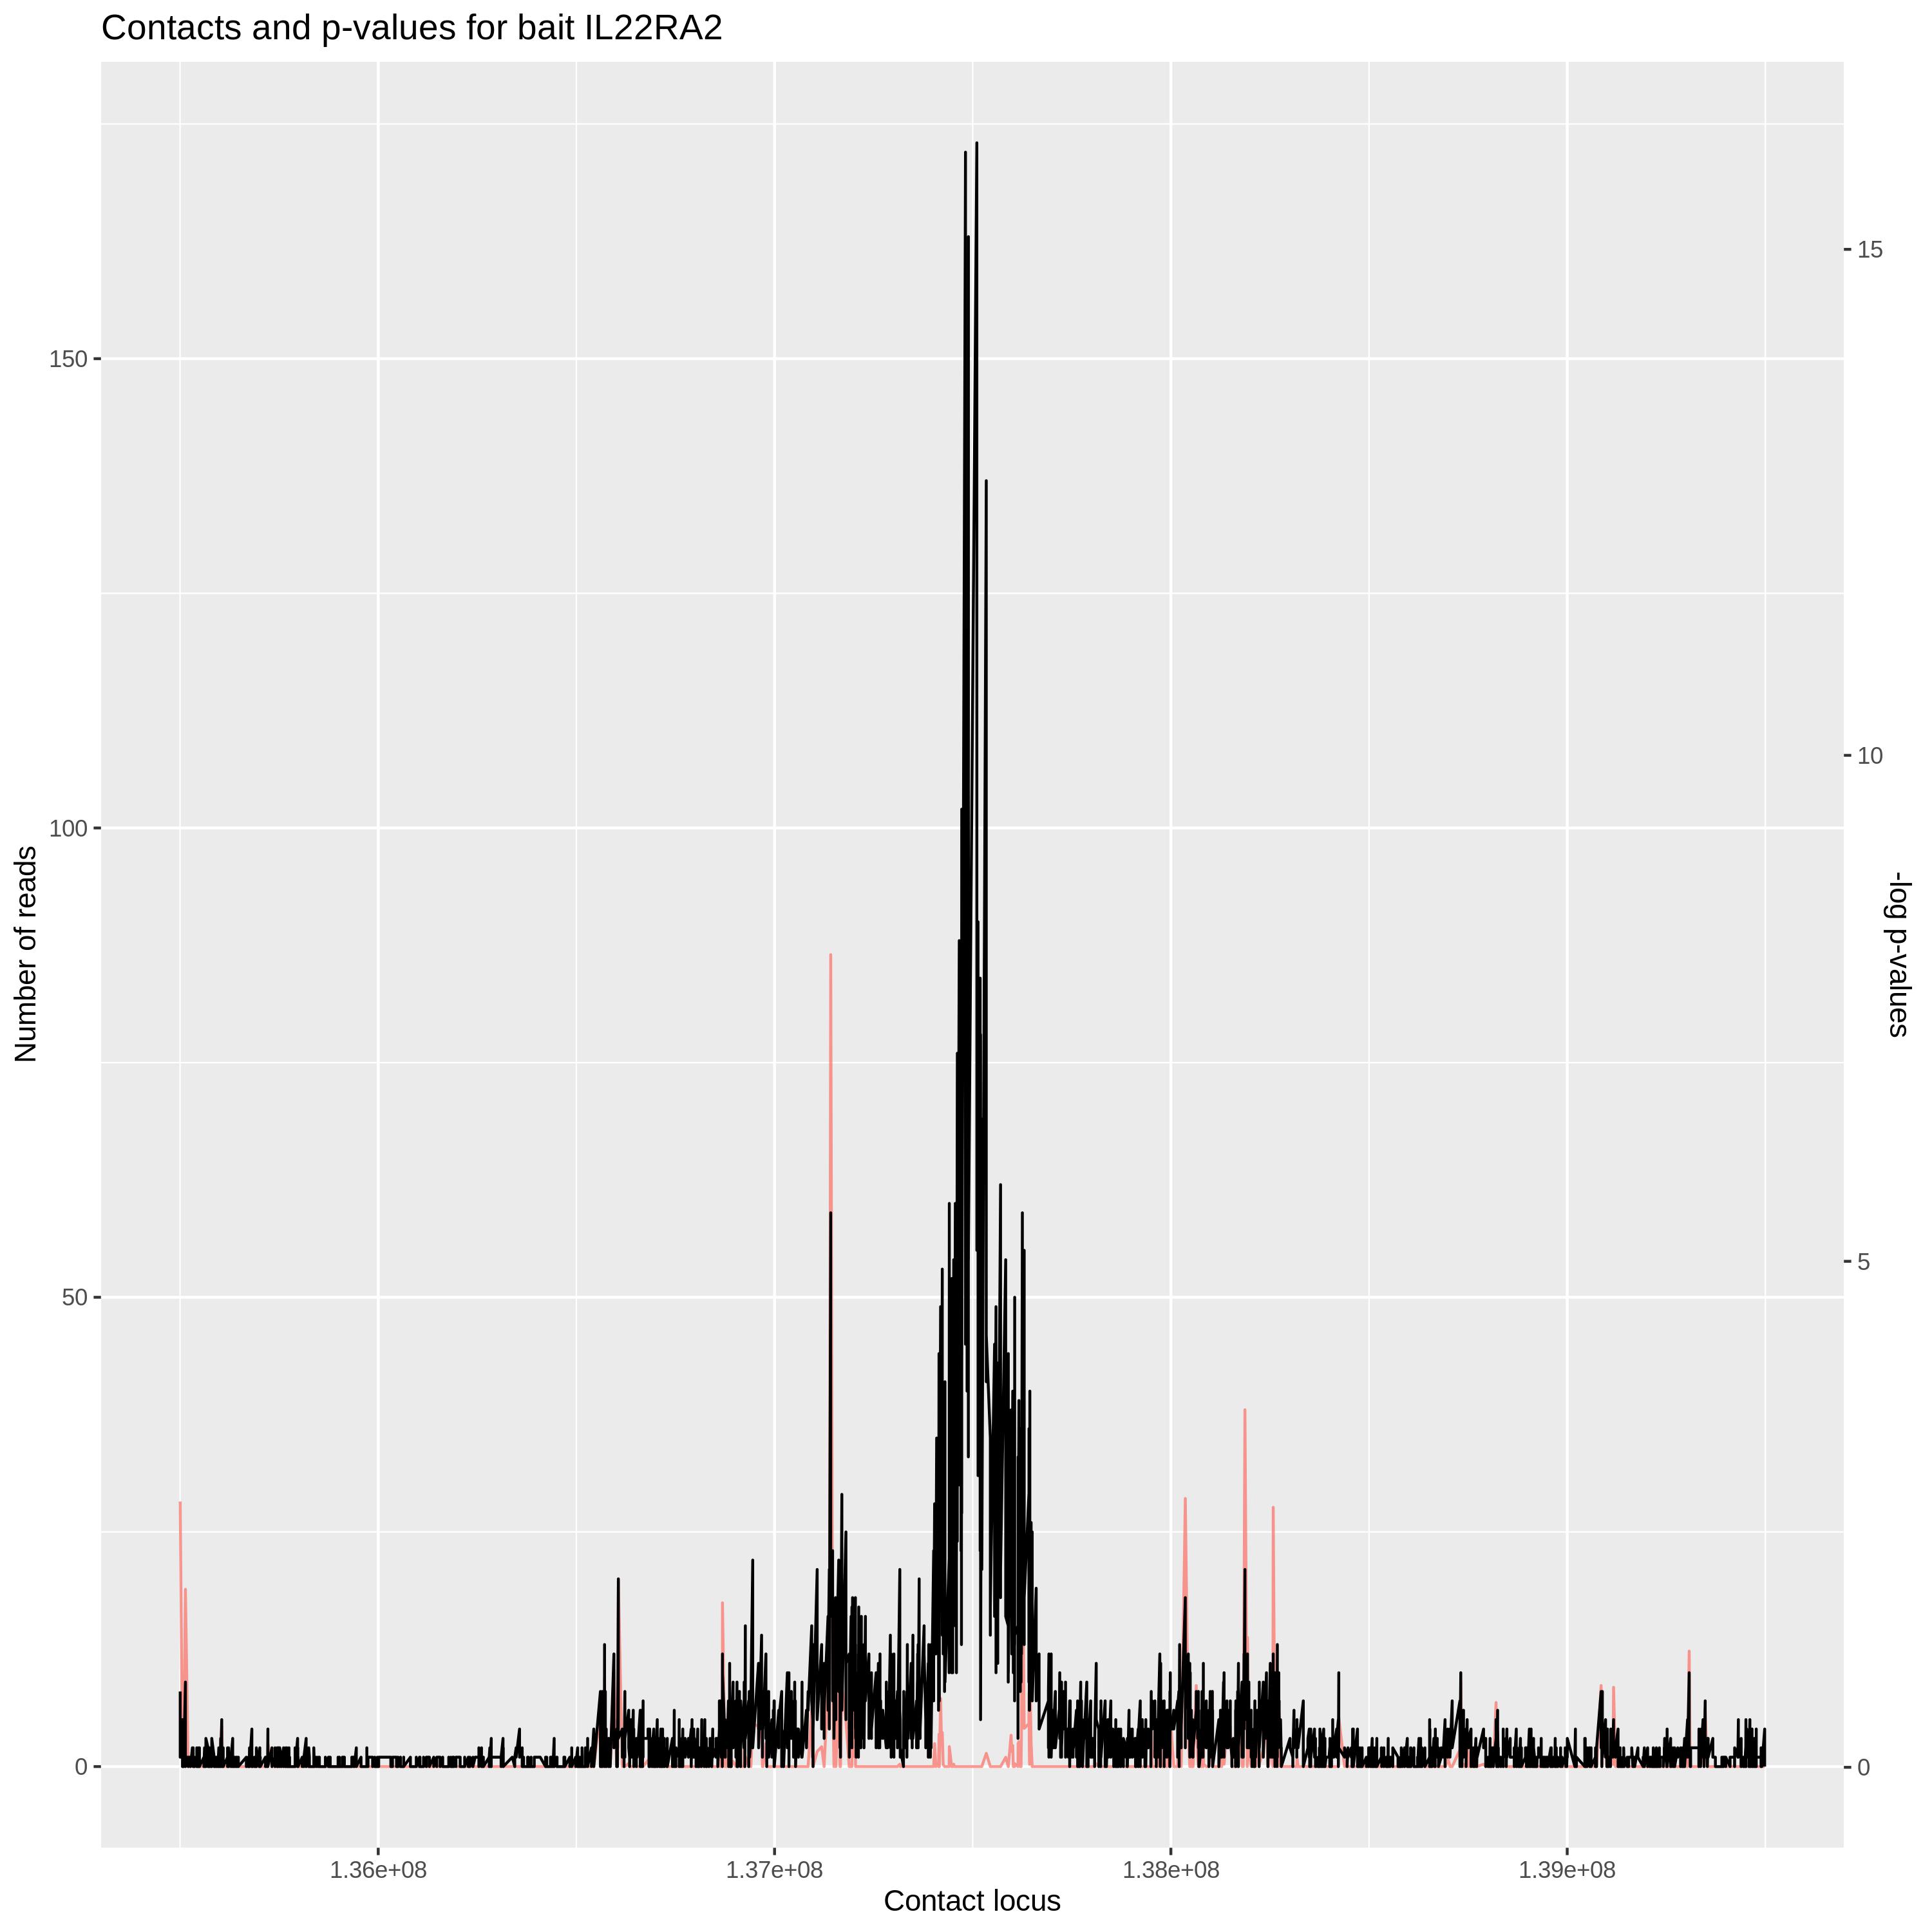 Contacts and p-values for bait IL22RA2
Number of reads
150
100
50
0
15
10
5
0
-log p-values
1.36e+08
1.37e+08
1.38e+08
1.39e+08
Contact locus